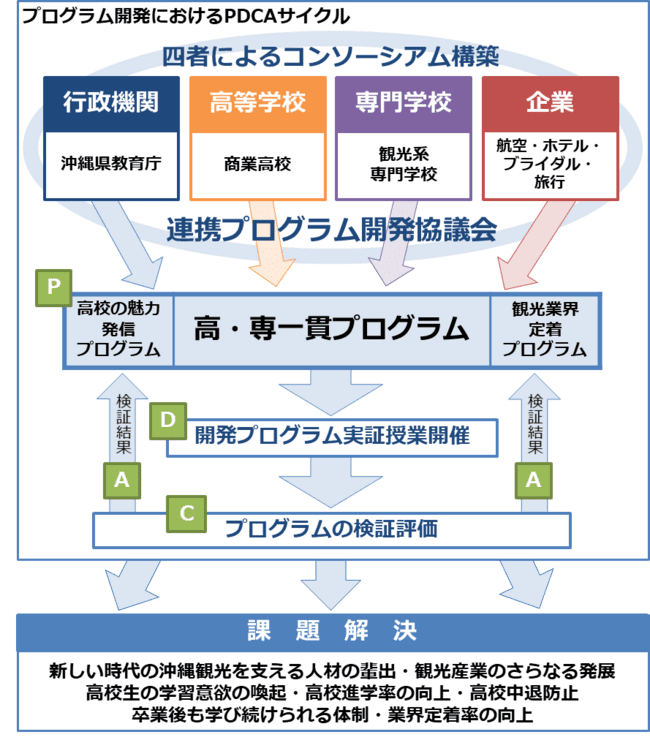 プログラム開発におけるPDCAサイクル
四者によるコンソーシアム構築
行政機関
沖縄県教育庁
高等学校
商業高校
専門学校
観光系
専門学校
企業
航空・ホテル・
ブライダル・
旅行
連携プログラム開発協議会
P
高校の魅力
発信
プログラム
高・専一貫プログラム
観光業界
定着
プログラム
検証結果
A
D
開発プログラム実証授業開催
検証結果
A
C
プログラムの検証評価
課題解決
新しい時代の沖縄観光を支える人材の輩出・観光産業のさらなる発展
高校生の学習意欲の喚起・高校進学率の向上・高校中退防止
卒業後も学び続けられる体制・業界定着率の向上